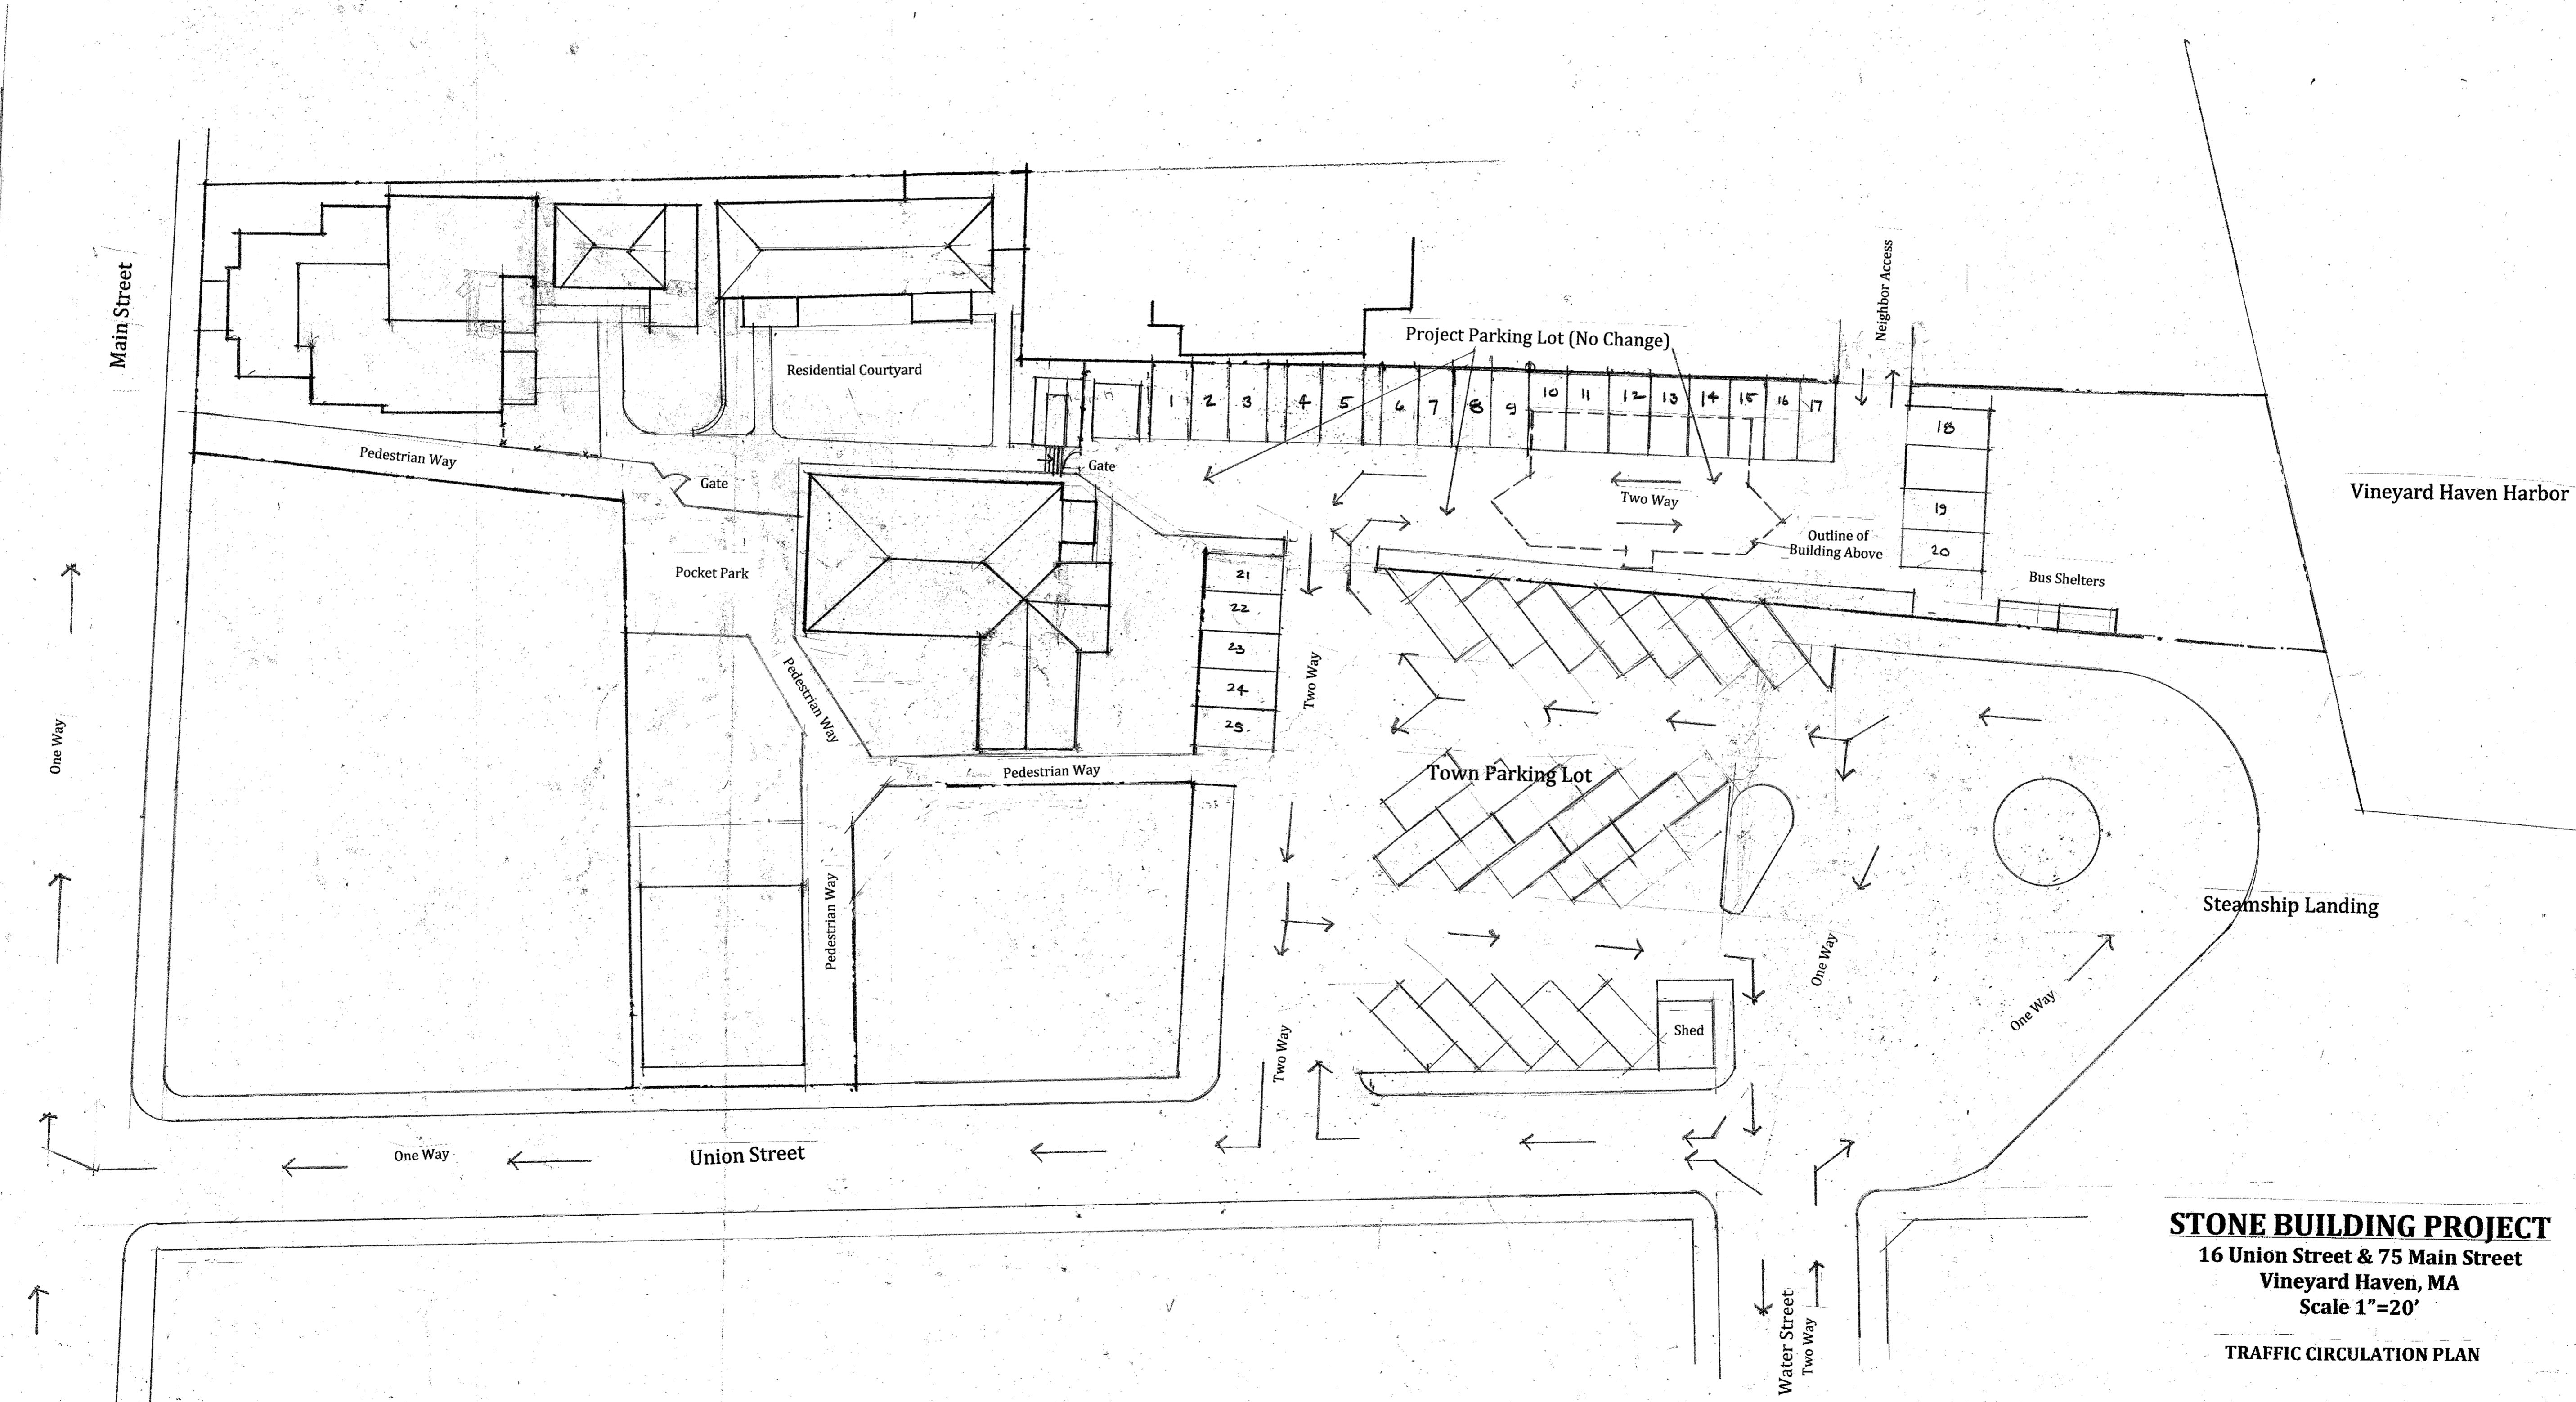 Main Street
Neighbor Access
Project Parking Lot (No Change)
Residential Courtyard
1
2
3
4
5
6
7
8
9
10
11
12
13
14
15
16
17
18
19
20
Pedestrian Way
Gate
Gate
Two Way
Vineyard Haven Harbor
Outline of
Building Above
Bus Shelters
Pocket Park
21
22
23
24
25
Two Way
Pedestrian Way
One Way
Pedestrian Way
Town Parking Lot
Pedestrian Way
Steamship Landing
One Way
One Way
Shed
Two Way
One Way
Union Street
Water Street
Two Way
STONE BUILDING PROJECT
16 Union Street & 75 Main Street
Vineyard Haven, MA
Scale 1”=20’
TRAFFIC CIRCULATION PLAN